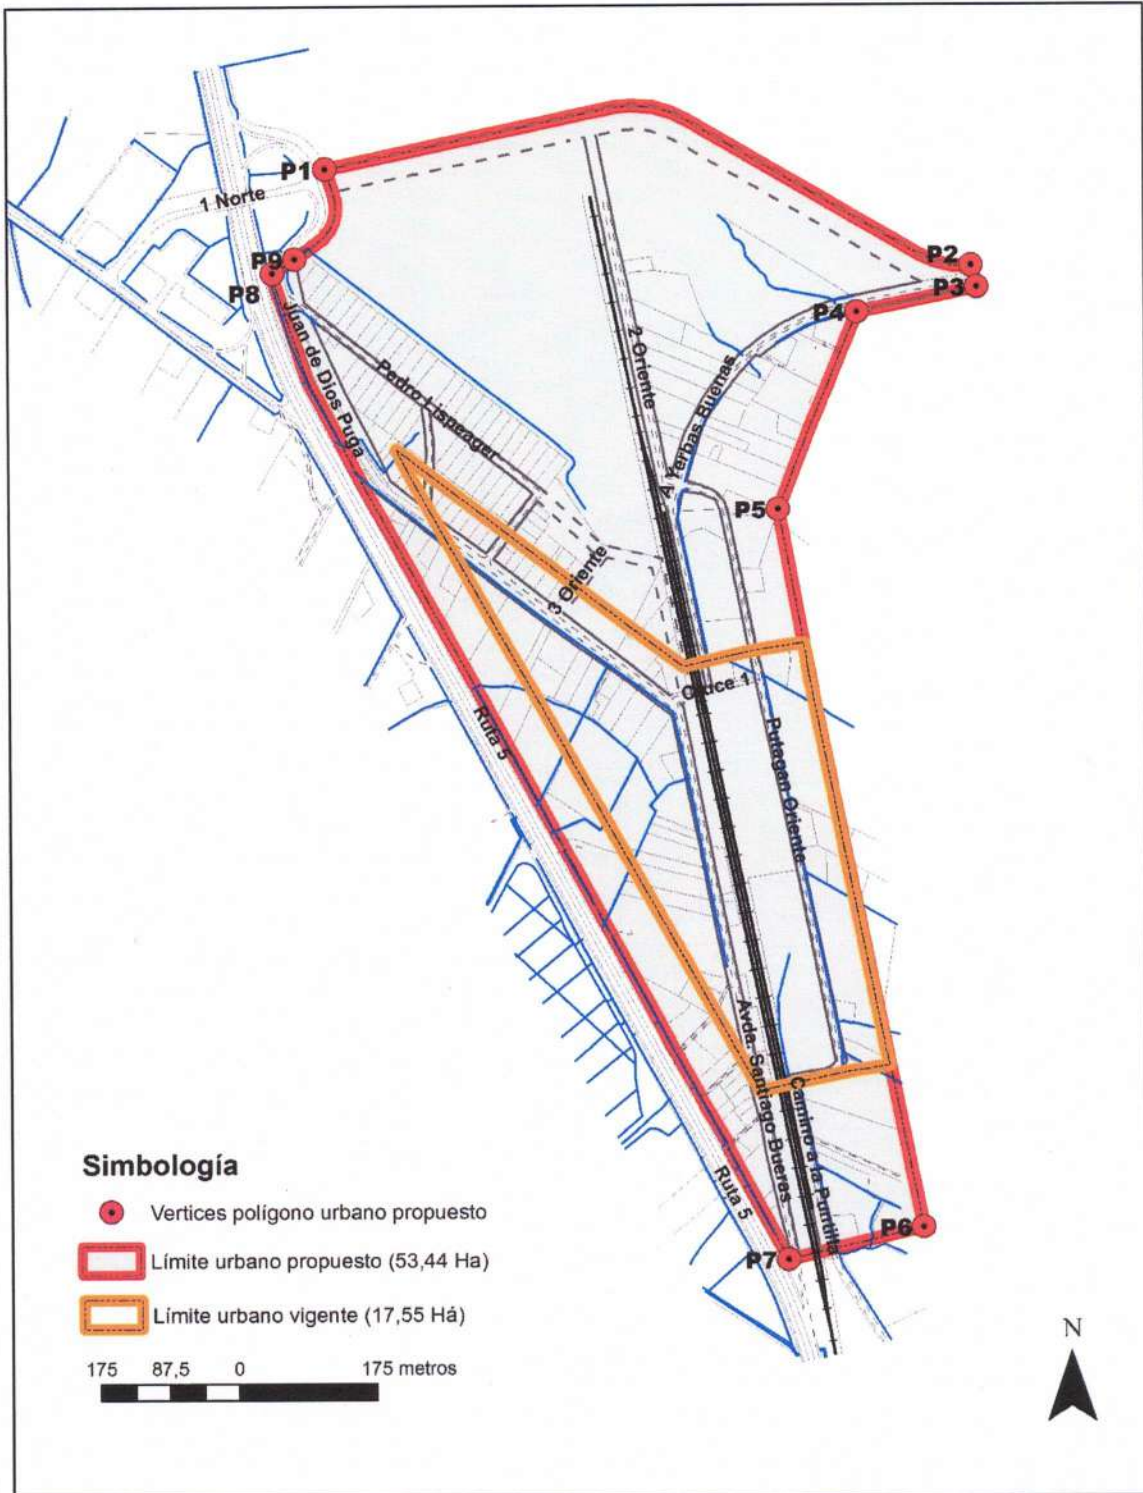 P1
1 Norte
P2
P9
P3
P8
P4
Juan de Dios Puga
2 Oriente
Pedro Lisperger
A Yerbas Buenas
P5
3 Oriente
Cruce 1
Ruta 5
Putagan Oriente
Avda. Santiago Bueras
Camino a la Puntilla
Ruta 5
P6
P7
Simbología
Vertices polígono urbano propuesto
Límite urbano propuesto (53,44 Ha)
Límite urbano vigente (17,55 Há)
175 87,5 0 175 metros
N